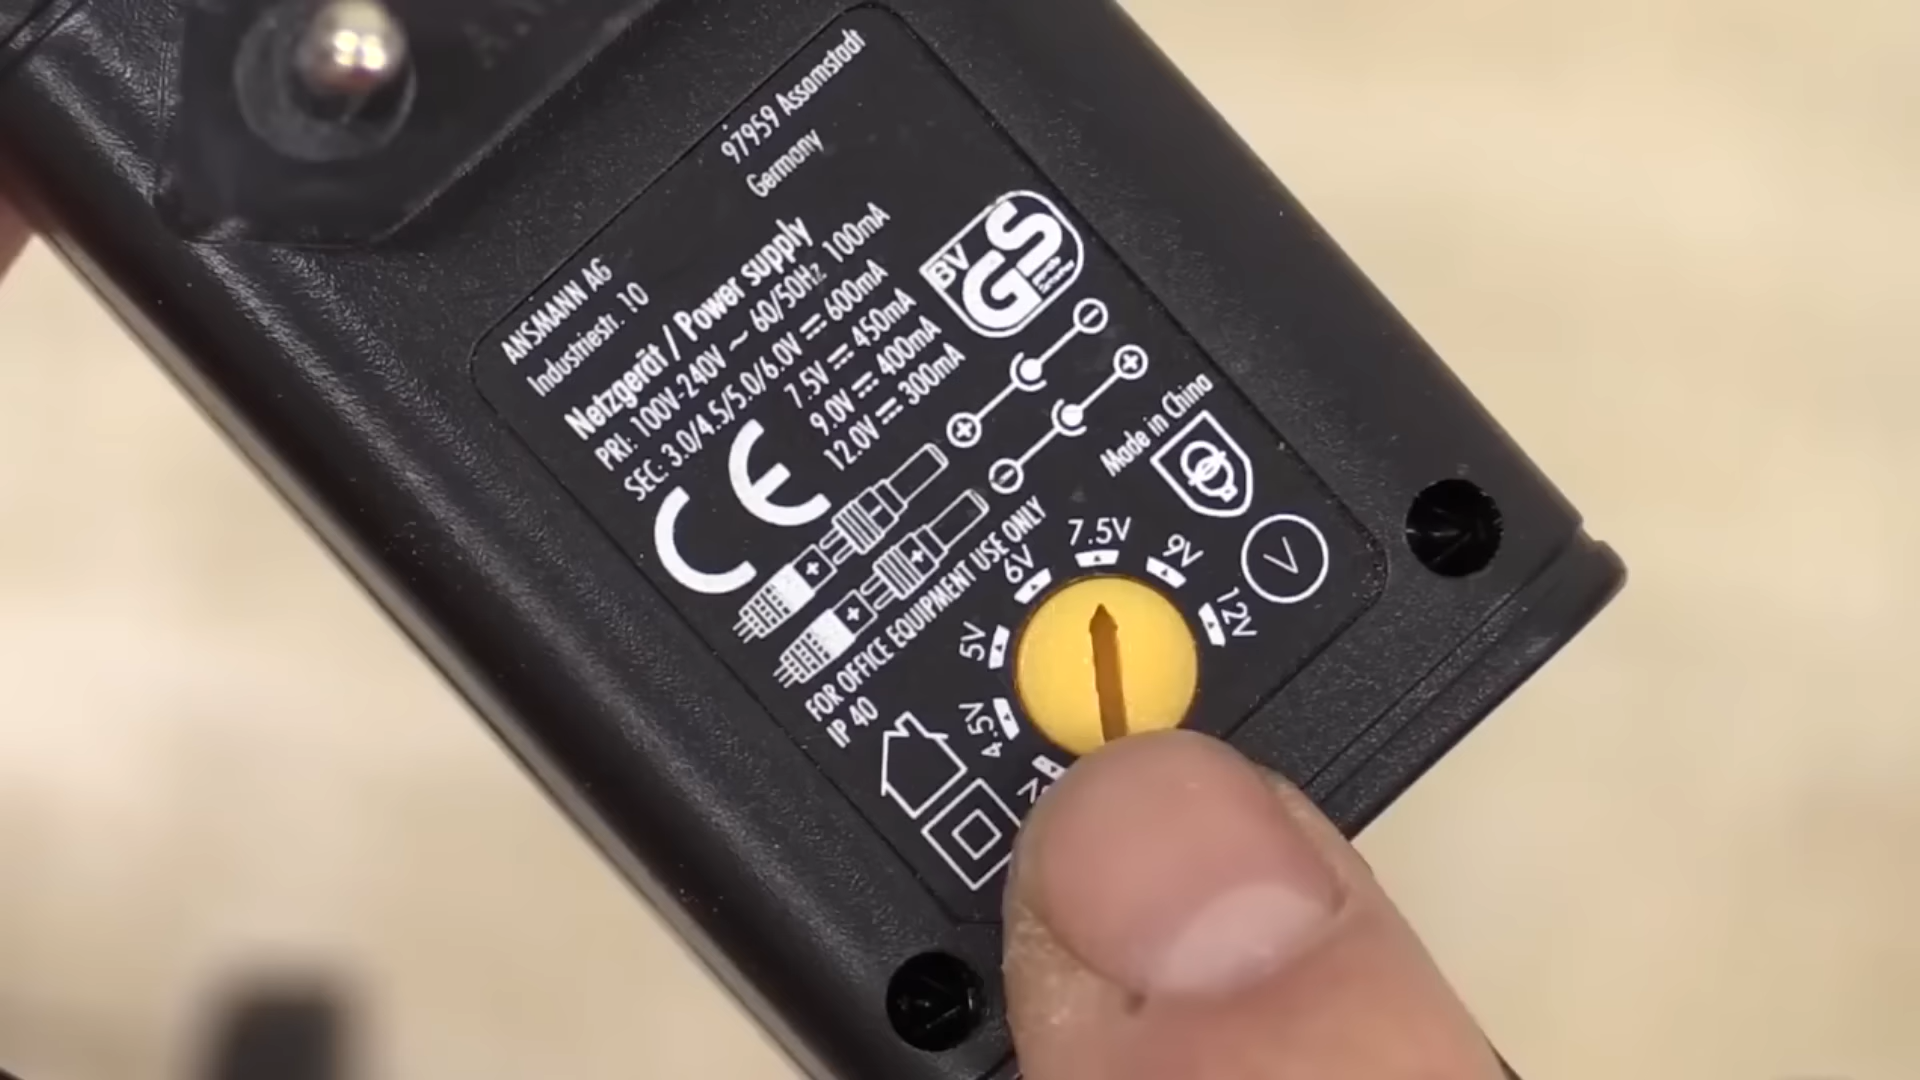 ANSMANN AG
Industriestr. 10
97959 Assamstadt
Germany
Netzgerät / Power supply
PRI: 100V-240V ~ 60/50Hz 100mA
SEC: 3.0/4.5/5.0/6.0V ⎓ 600mA
7.5V ⎓ 450mA
9.0V ⎓ 400mA
12.0V ⎓ 300mA
CE
BV
GS
+ -
- +
+
+
Made in China
FOR OFFICE EQUIPMENT USE ONLY
IP 40
4.5V
5V
6V
7.5V
9V
12V
V